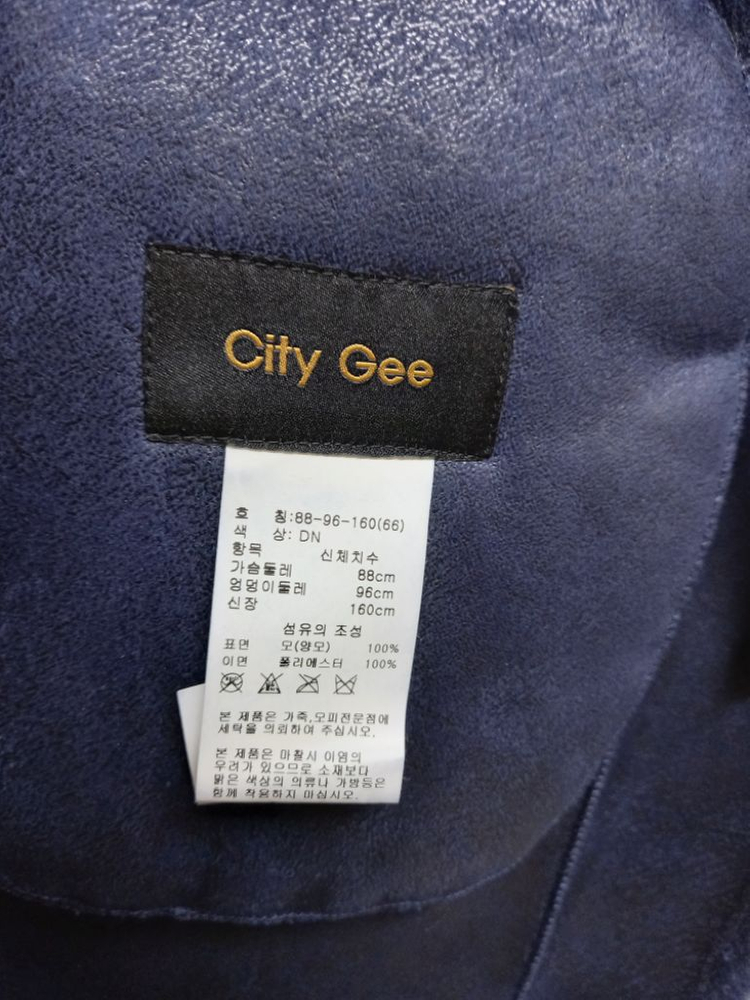 City Gee
호 칭:88-96-160(66)
색 상: DN
항목 신체치수
가슴둘레 88cm
엉덩이둘레 96cm
신장 160cm
섬유의 조성
표면 모(양모) 100%
이면 폴리에스터 100%
본 제품은 가죽,모피전문점에
세탁을 의뢰하여 주십시오.
본 제품은 마찰시 이염의
우려가 있으므로 소재보다
맑은 색상의 의류나 가방등은
함께 착용하지 마십시오.